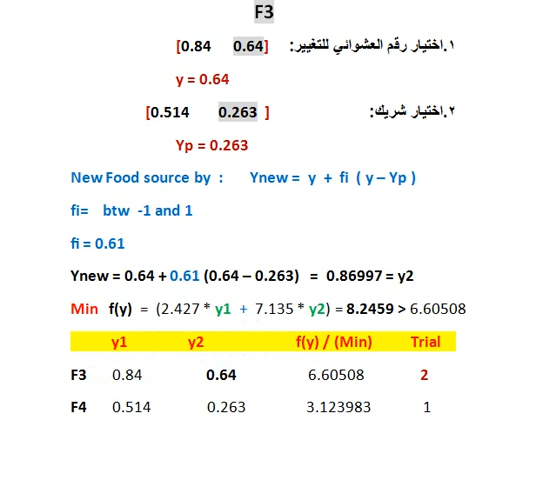 F3
١.اختيار رقم العشوائي للتغيير: [0.84 0.64]
y = 0.64
٢.اختيار شريك: [0.514 0.263 ]
Yp = 0.263
New Food source by : Ynew = y + fi ( y – Yp )
fi= btw -1 and 1
fi = 0.61
Ynew = 0.64 + 0.61 (0.64 – 0.263) = 0.86997 = y2
Min f(y) = (2.427 * y1 + 7.135 * y2) = 8.2459 > 6.60508
y1 y2 f(y) / (Min) Trial
F3 0.84 0.64 6.60508 2
F4 0.514 0.263 3.123983 1